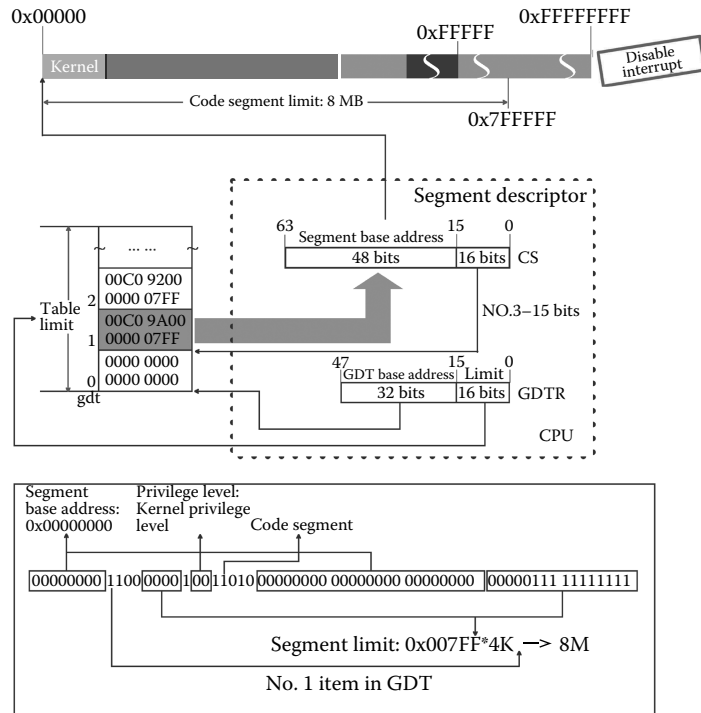 0x00000
0xFFFFF
0xFFFFFFFF
Kernel
Disable
interrupt
Code segment limit: 8 MB
0x7FFFFF
Segment descriptor
63
15
0
Segment base address
48 bits
16 bits
CS
NO.3–15 bits
~ ... ... ~
00C0 9200
0000 07FF
2
Table
limit
00C0 9A00
0000 07FF
1
0000 0000
0000 0000
0
gdt
47
15
0
GDT base address
Limit
32 bits
16 bits
GDTR
CPU
Segment
base address:
0x00000000
Privilege level:
Kernel privilege
level
Code segment
00000000 1100 0000 1 00 11010 00000000 00000000 00000000 00000111 11111111
Segment limit: 0x007FF*4K —> 8M
No. 1 item in GDT